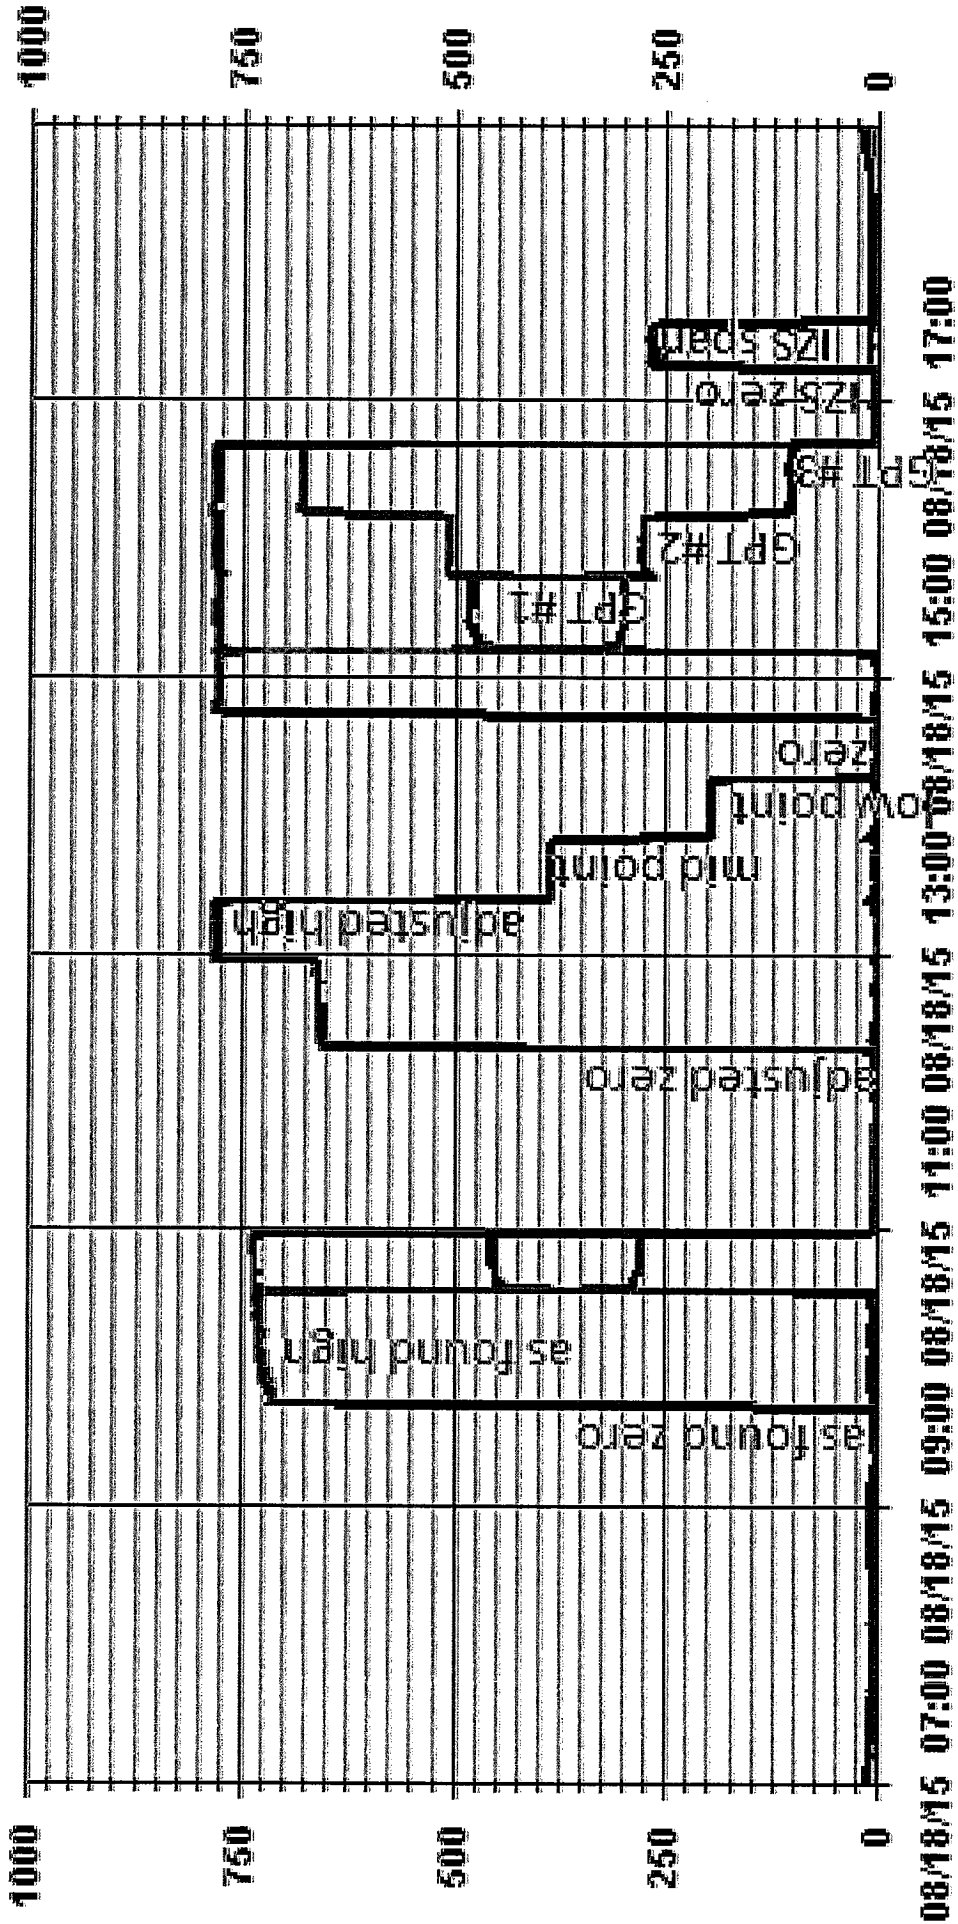 1000
750
500
250
0
1000
750
500
250
0
as found zero
as found high
adjusted zero
adjusted high
mid point
low point
zero
GPT #1
GPT #2
GPT #3
IZS zero
IZS span
08/18/15 07:00 08/18/15 09:00 08/18/15 11:00 08/18/15 13:00 08/18/15 15:00 08/18/15 17:00